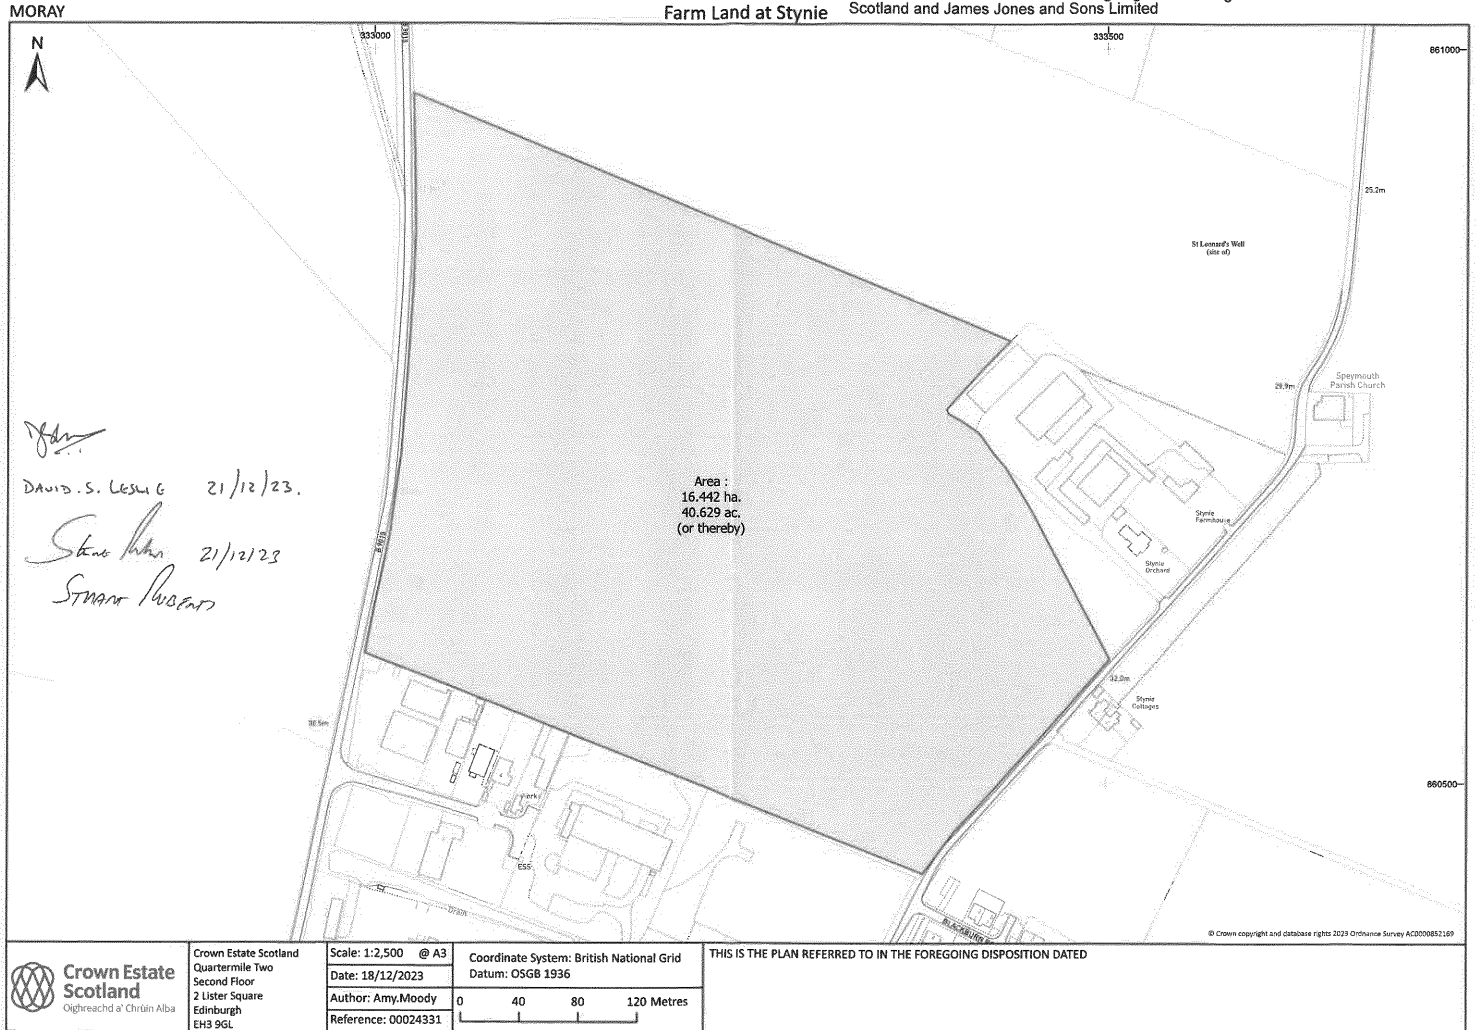 MORAY
Farm Land at Stynie
Scotland and James Jones and Sons Limited
N
333000
333500
861000
25.2m
St Leonard's Well
(site of)
Speymouth
Parish Church
29.9m
Area :
16.442 ha.
40.629 ac.
(or thereby)
DAVID. S. LESLIE 21/12/23.
21/12/23
B 9015
Stynie
Farmhouse
Stynie
Orchard
32.0m
Stynie
Cottages
30.5m
860500
ESS
Drain
BLACKBURN
© Crown copyright and database rights 2023 Ordnance Survey AC0000852169
Crown Estate
Scotland
Oighreachd a' Chrùin Alba
Crown Estate Scotland
Quartermile Two
Second Floor
2 Lister Square
Edinburgh
EH3 9GL
Scale: 1:2,500 @ A3
Date: 18/12/2023
Author: Amy.Moody
Reference: 00024331
Coordinate System: British National Grid
Datum: OSGB 1936
0 40 80 120 Metres
THIS IS THE PLAN REFERRED TO IN THE FOREGOING DISPOSITION DATED